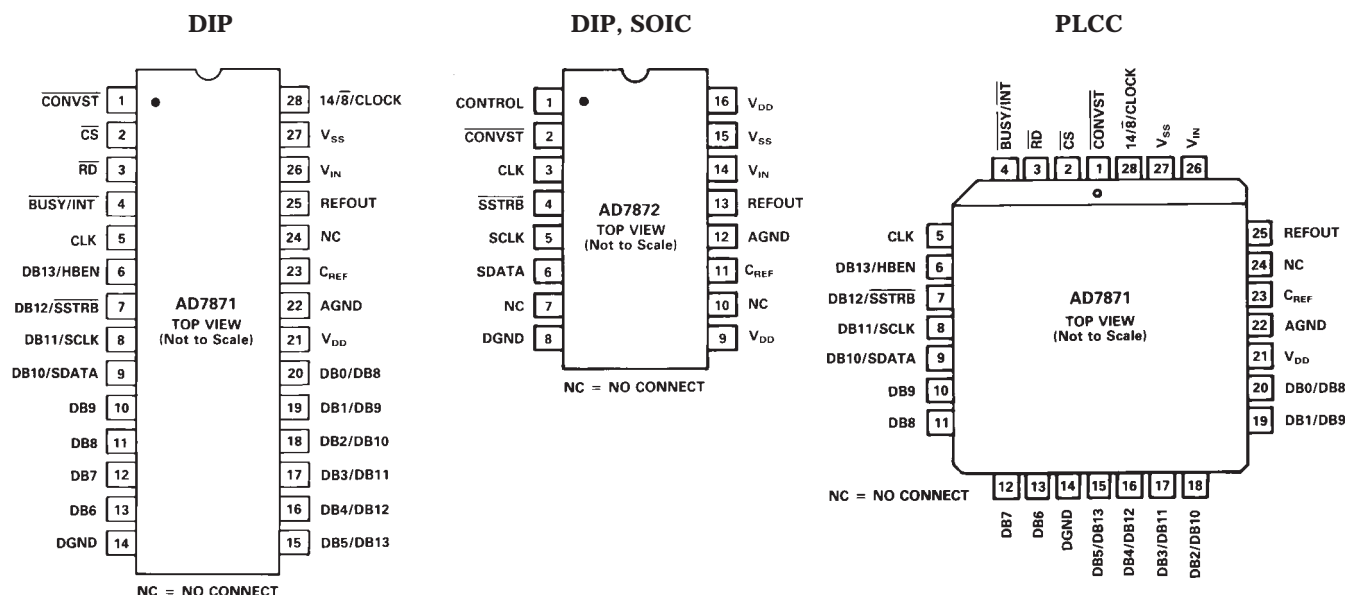 DIP
CONVST 1
CS 2
RD 3
BUSY/INT 4
CLK 5
DB13/HBEN 6
DB12/SSTRB 7
DB11/SCLK 8
DB10/SDATA 9
DB9 10
DB8 11
DB7 12
DB6 13
DGND 14
AD7871
TOP VIEW
(Not to Scale)
28 14/8/CLOCK
27 VSS
26 VIN
25 REFOUT
24 NC
23 CREF
22 AGND
21 VDD
20 DB0/DB8
19 DB1/DB9
18 DB2/DB10
17 DB3/DB11
16 DB4/DB12
15 DB5/DB13
NC = NO CONNECT
DIP, SOIC
CONTROL 1
CONVST 2
CLK 3
SSTRB 4
SCLK 5
SDATA 6
NC 7
DGND 8
AD7872
TOP VIEW
(Not to Scale)
16 VDD
15 VSS
14 VIN
13 REFOUT
12 AGND
11 CREF
10 NC
9 VDD
NC = NO CONNECT
PLCC
BUSY/INT
RD
CS
CONVST
14/8/CLOCK
VSS
VIN
4 3 2 1 28 27 26
CLK 5
DB13/HBEN 6
DB12/SSTRB 7
DB11/SCLK 8
DB10/SDATA 9
DB9 10
DB8 11
AD7871
TOP VIEW
(Not to Scale)
25 REFOUT
24 NC
23 CREF
22 AGND
21 VDD
20 DB0/DB8
19 DB1/DB9
NC = NO CONNECT
12 13 14 15 16 17 18
DB7
DB6
DGND
DB5/DB13
DB4/DB12
DB3/DB11
DB2/DB10